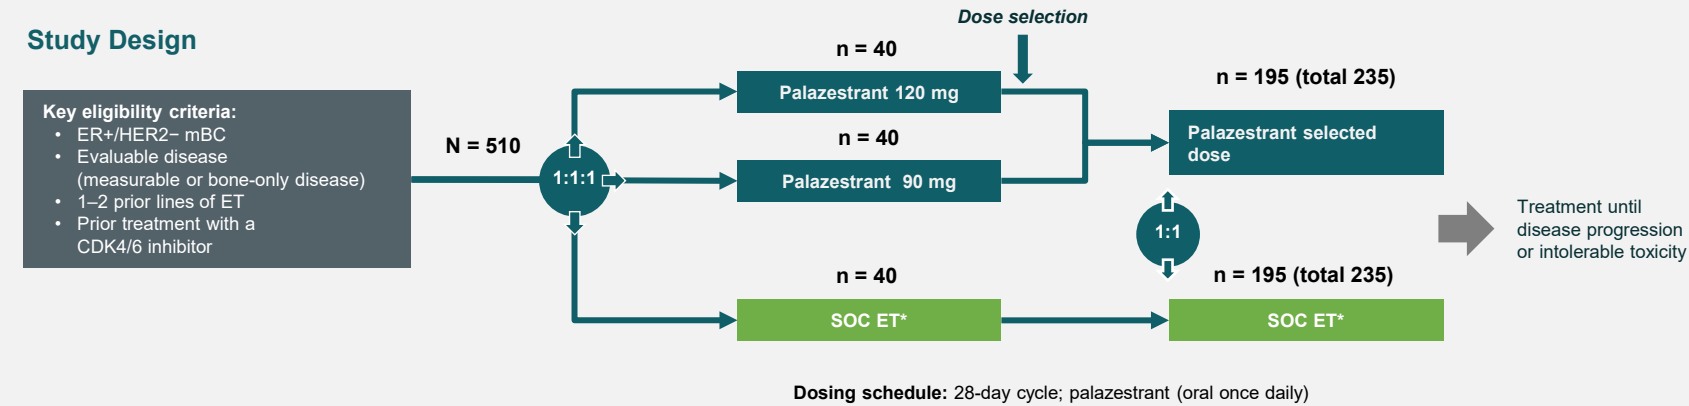 Study Design
Key eligibility criteria:
• ER+/HER2− mBC
• Evaluable disease
(measurable or bone-only disease)
• 1–2 prior lines of ET
• Prior treatment with a
CDK4/6 inhibitor
N = 510
1:1:1
Dose selection
n = 40
Palazestrant 120 mg
n = 40
Palazestrant 90 mg
n = 40
SOC ET*
n = 195 (total 235)
Palazestrant selected
dose
1:1
n = 195 (total 235)
SOC ET*
Treatment until
disease progression
or intolerable toxicity
Dosing schedule: 28-day cycle; palazestrant (oral once daily)